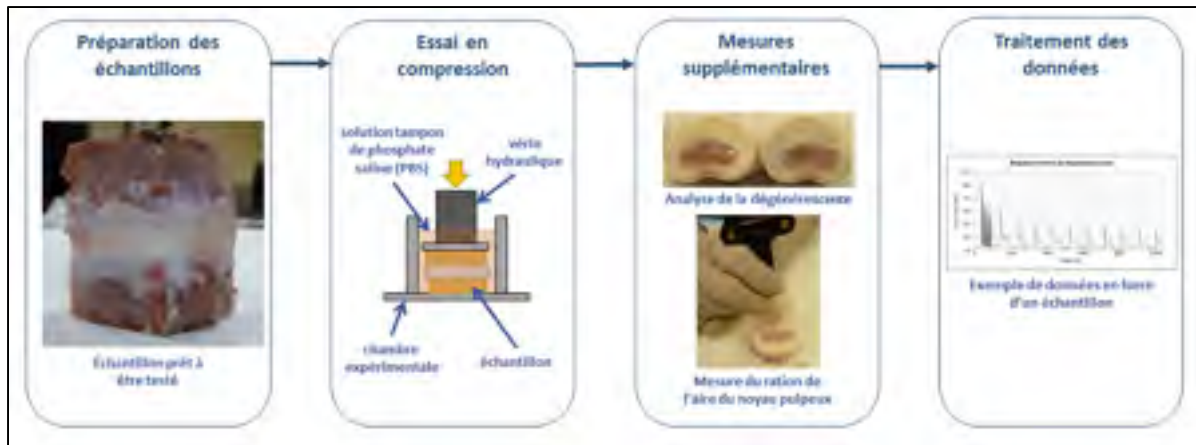 Préparation des
échantillons
Échantillon prêt à
être testé
Essai en
compression
solution tampon
de phosphate
saline (PBS)
vérin
hydraulique
chambre
expérimentale
échantillon
Mesures
supplémentaires
Analyse de la dégénérescente
Mesure du ration de
l'aire du noyau pulpeux
Traitement des
données
Exemple de données en force
d'un échantillon